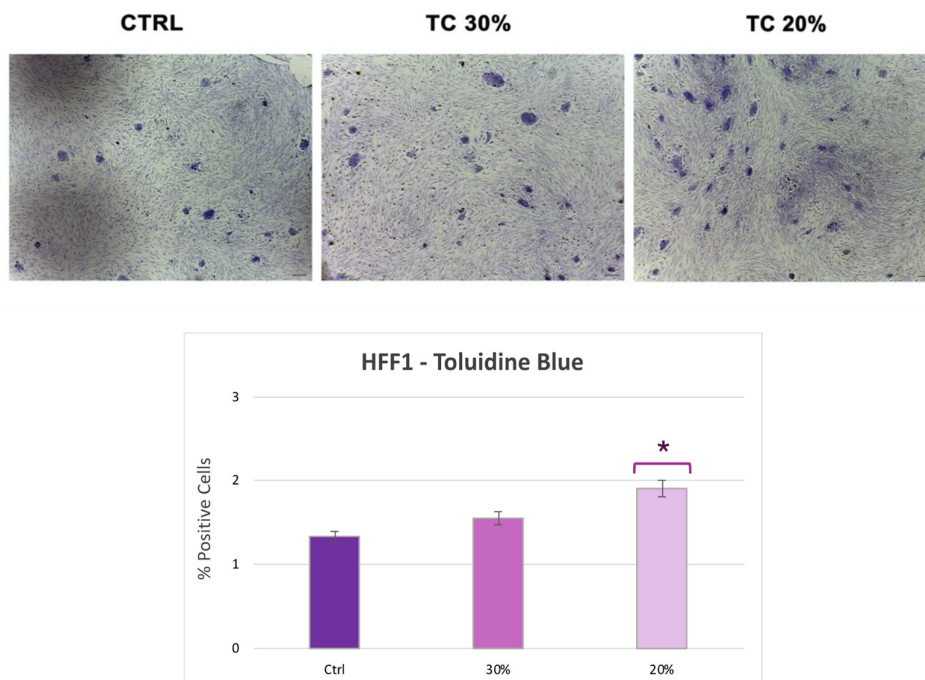 CTRL
TC 30%
TC 20%
HFF1 - Toluidine Blue
% Positive Cells
3
2
1
0
*
Ctrl
30%
20%